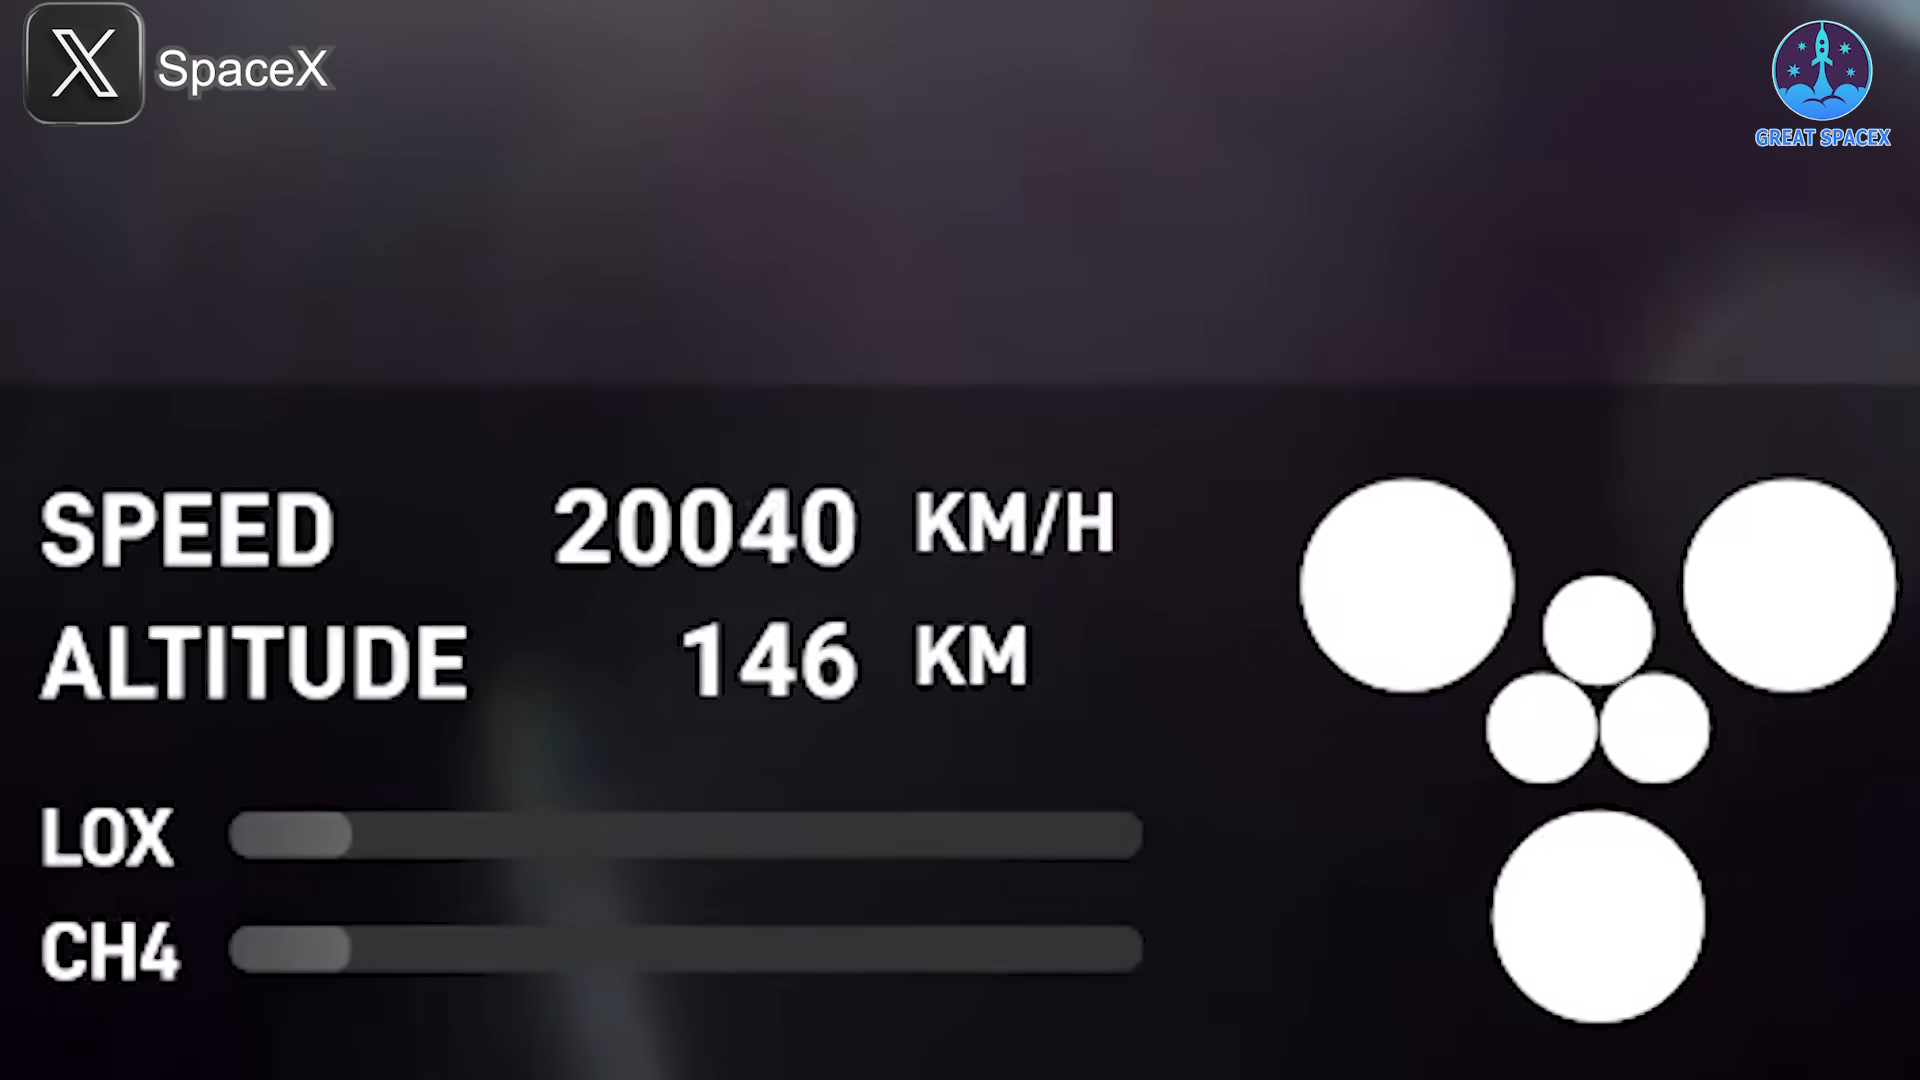 SpaceX
GREAT SPACEX
SPEED 20040 KM/H
ALTITUDE 146 KM
LOX
CH4